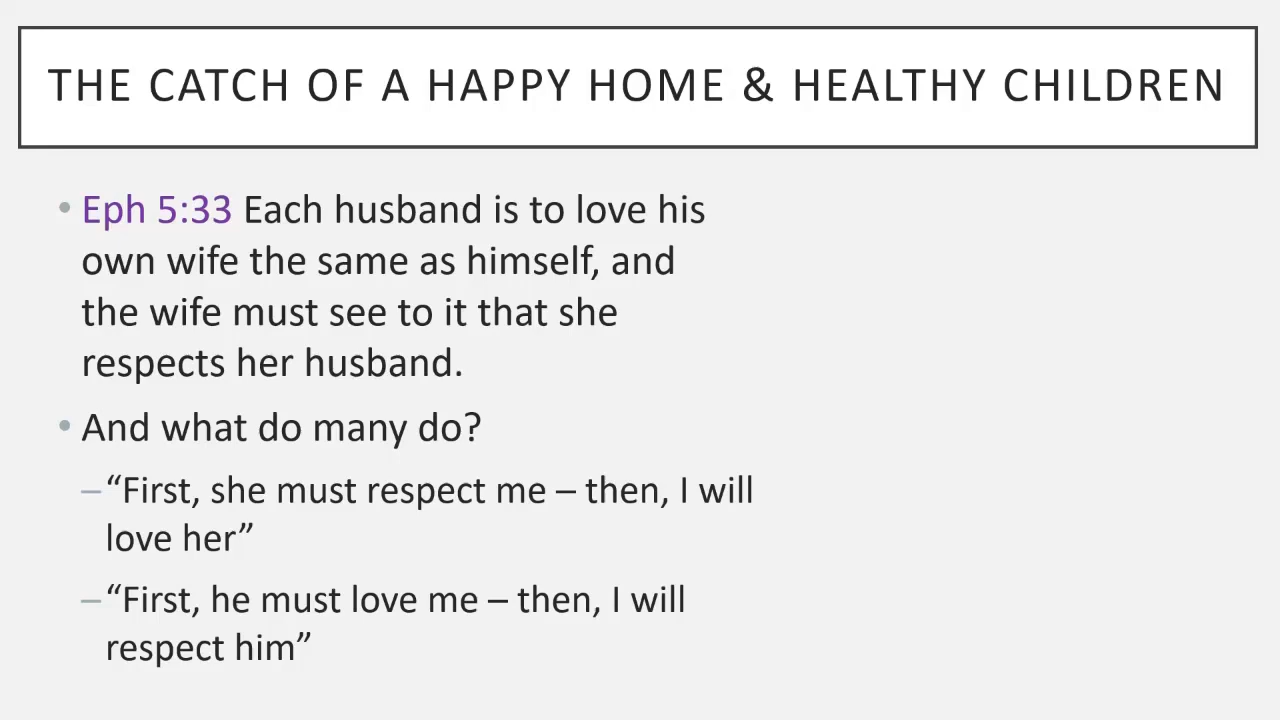 THE CATCH OF A HAPPY HOME & HEALTHY CHILDREN
• Eph 5:33 Each husband is to love his
own wife the same as himself, and
the wife must see to it that she
respects her husband.
• And what do many do?
– “First, she must respect me – then, I will
love her”
– “First, he must love me – then, I will
respect him”